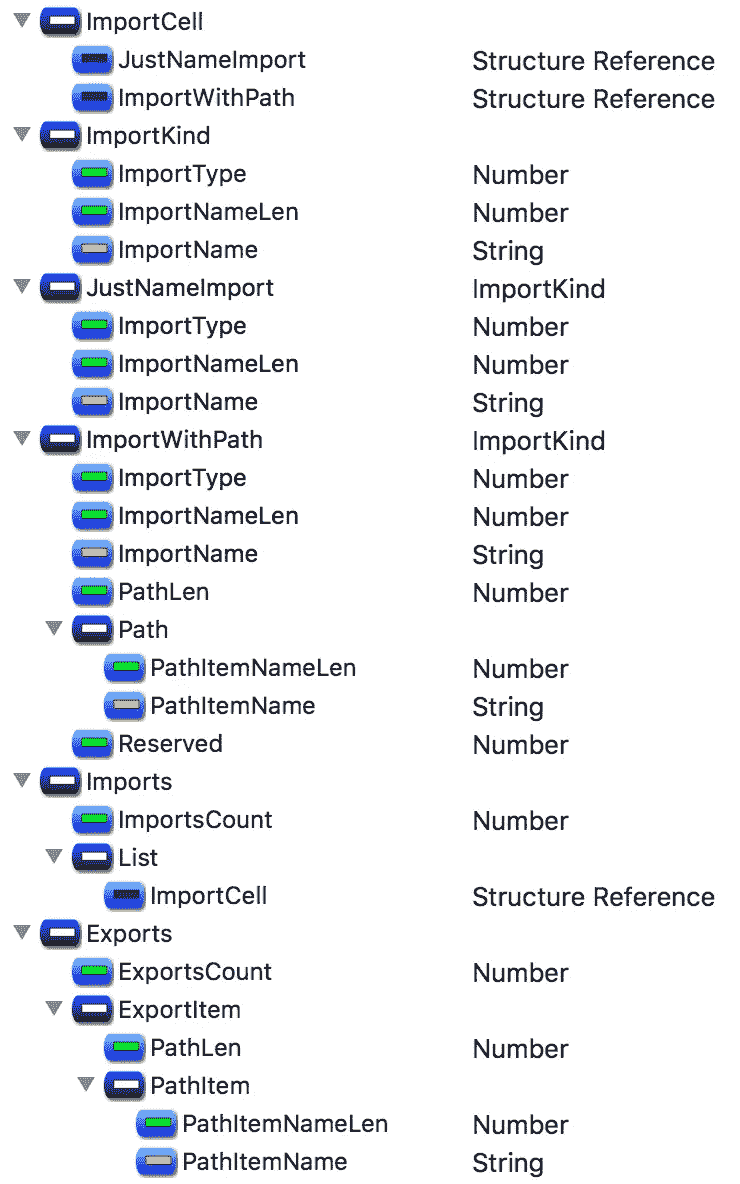 ImportCell
JustNameImport Structure Reference
ImportWithPath Structure Reference
ImportKind
ImportType Number
ImportNameLen Number
ImportName String
JustNameImport ImportKind
ImportType Number
ImportNameLen Number
ImportName String
ImportWithPath ImportKind
ImportType Number
ImportNameLen Number
ImportName String
PathLen Number
Path
PathItemNameLen Number
PathItemName String
Reserved Number
Imports
ImportsCount Number
List
ImportCell Structure Reference
Exports
ExportsCount Number
ExportItem
PathLen Number
PathItem
PathItemNameLen Number
PathItemName String